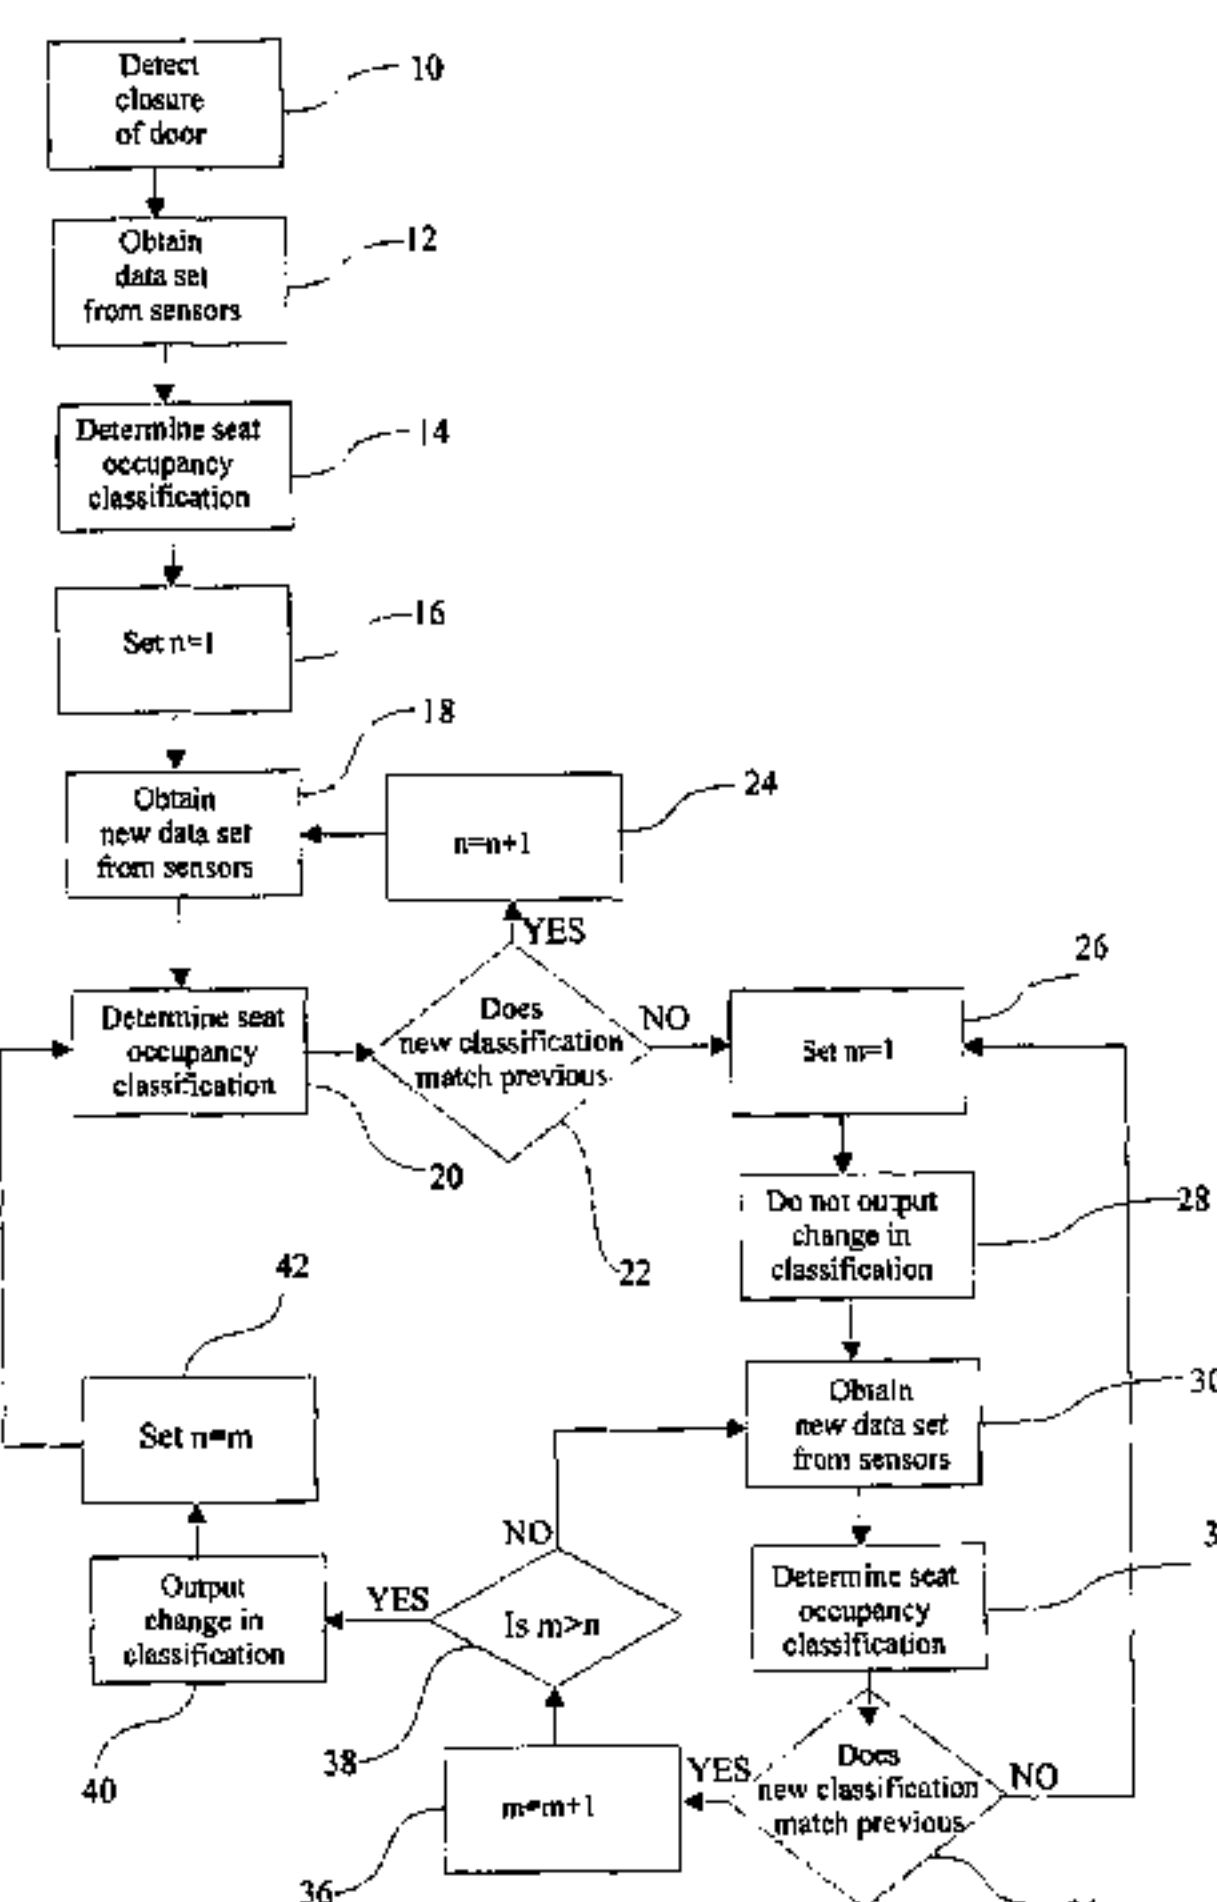 Detect
closure
of door
10
Obtain
data set
from sensors
12
Determine seat
occupancy
classification
14
Set n=1
16
18
Obtain
new data set
from sensors
24
n=n+1
YES
26
Determine seat
occupancy
classification
Does
new classification
match previous
NO
Set m=1
20
22
Do not output
change in
classification
28
42
Set n=m
Obtain
new data set
from sensors
30
NO
Output
change in
classification
YES
Is m>n
Determine seat
occupancy
classification
3
40
38
36
m=m+1
YES
Does
new classification
match previous
NO